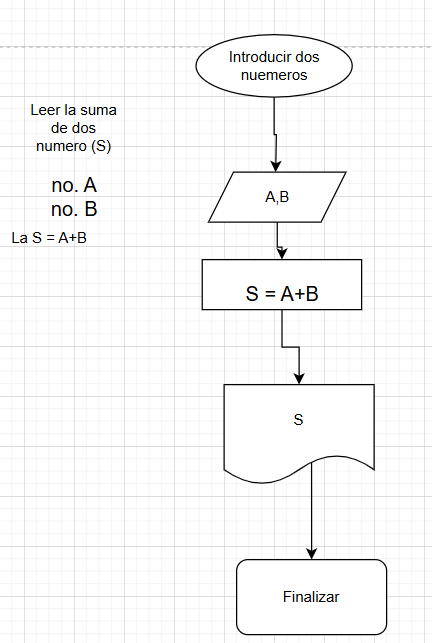 Introducir dos
nuemeros
Leer la suma
de dos
numero (S)
no. A
no. B
La S = A+B
A,B
S = A+B
S
Finalizar